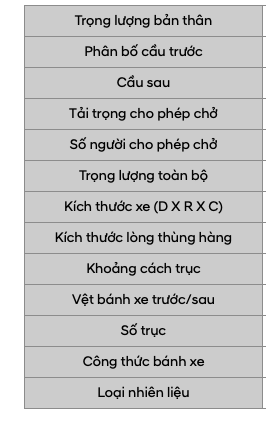 Trọng lượng bản thân
Phân bố cầu trước
Cầu sau
Tải trọng cho phép chở
Số người cho phép chở
Trọng lượng toàn bộ
Kích thước xe (D X R X C)
Kích thước lòng thùng hàng
Khoảng cách trục
Vệt bánh xe trước/sau
Số trục
Công thức bánh xe
Loại nhiên liệu